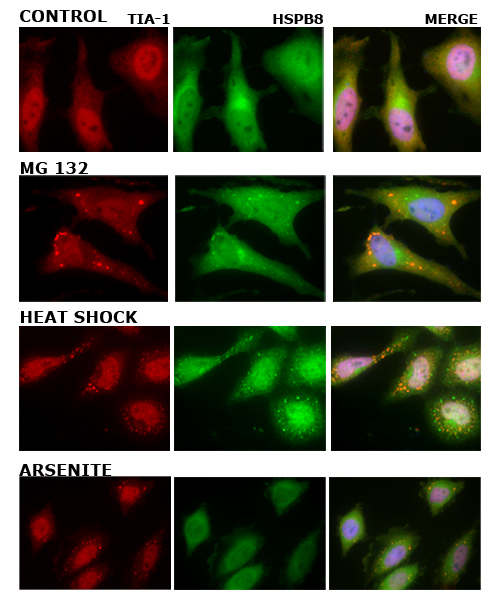 CONTROL TIA-1 HSPB8 MERGE
MG 132
HEAT SHOCK
ARSENITE